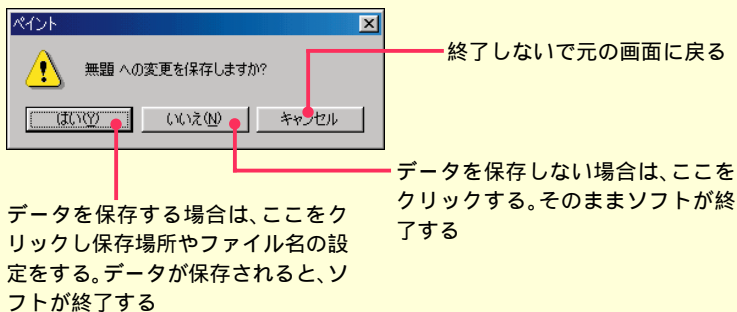 ペイント
無題 への変更を保存しますか?
はい(Y)
いいえ(N)
キャンセル
終了しないで元の画面に戻る
データを保存しない場合は、ここを
クリックする。そのままソフトが終
了する
データを保存する場合は、ここをク
リックし保存場所やファイル名の設
定をする。データが保存されると、ソ
フトが終了する